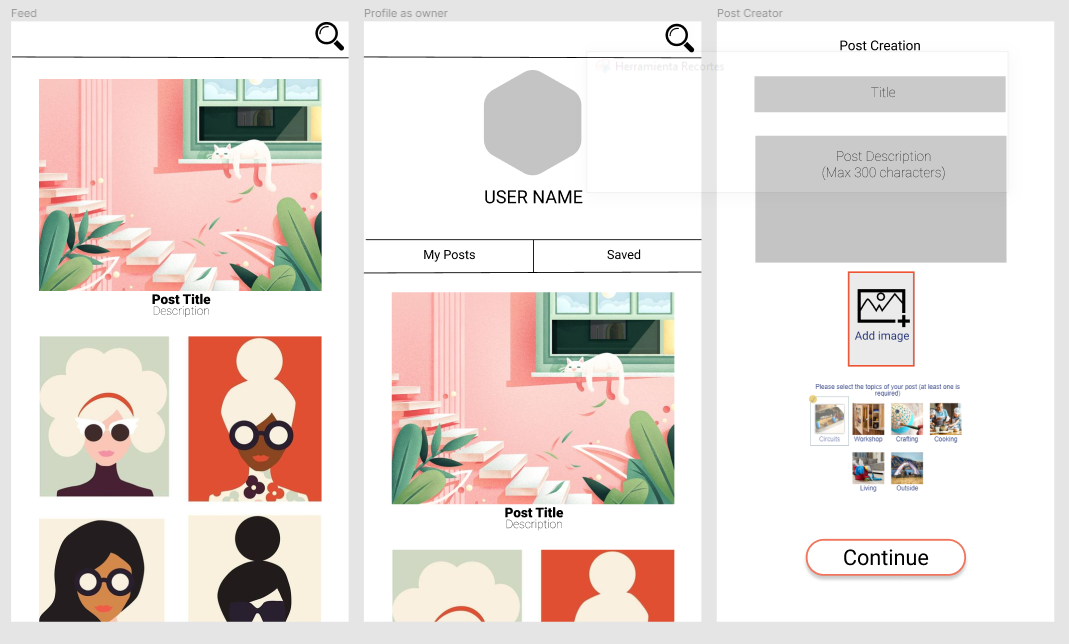 Feed
Profile as owner
Post Creator
Post Title
Description
USER NAME
My Posts
Saved
Post Title
Description
Post Creation
Herramienta Recortes
Title
Post Description
(Max 300 characters)
Add image
Please select the topics of your post (at least one is
required)
Circuits
Workshop
Crafting
Cooking
Living
Outside
Continue